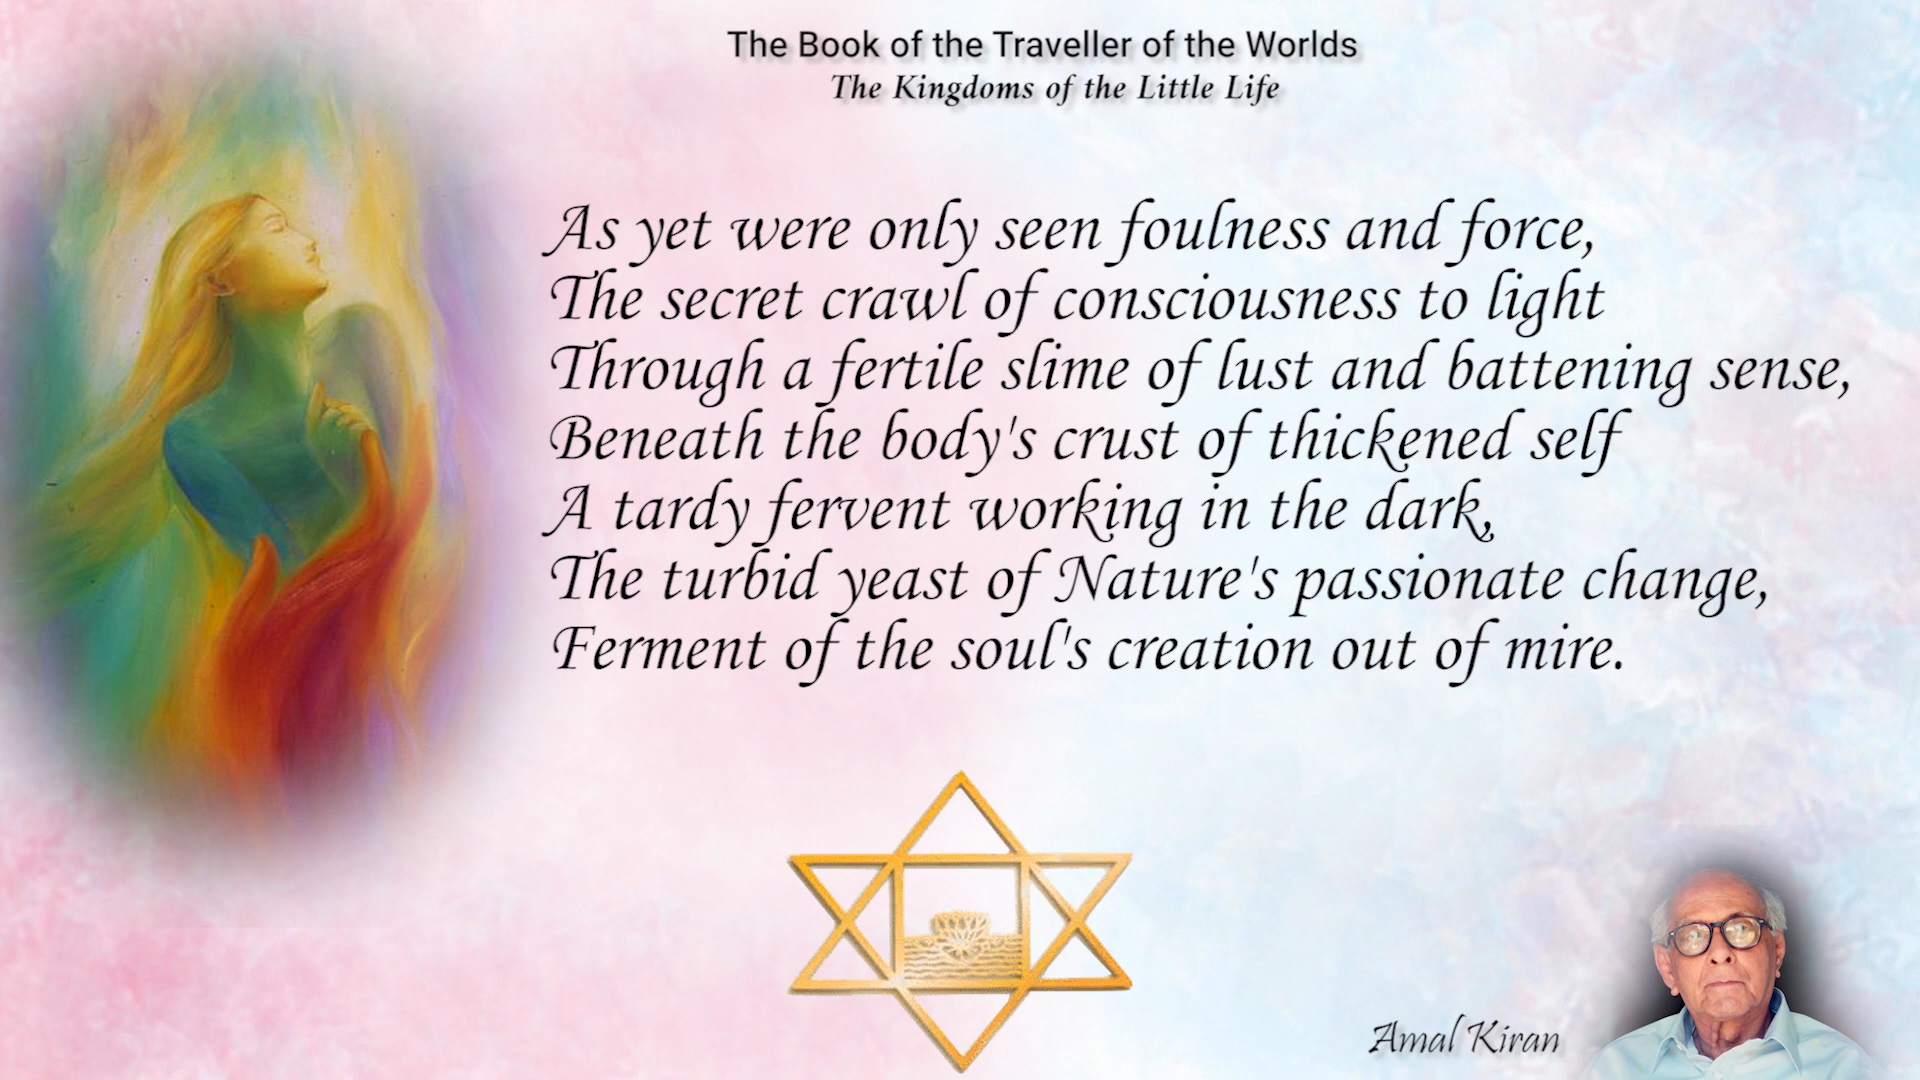 The Book of the Traveller of the Worlds
The Kingdoms of the Little Life
As yet were only seen foulness and force,
The secret crawl of consciousness to light
Through a fertile slime of lust and battening sense,
Beneath the body's crust of thickened self
A tardy fervent working in the dark,
The turbid yeast of Nature's passionate change,
Ferment of the soul's creation out of mire.
Amal Kiran